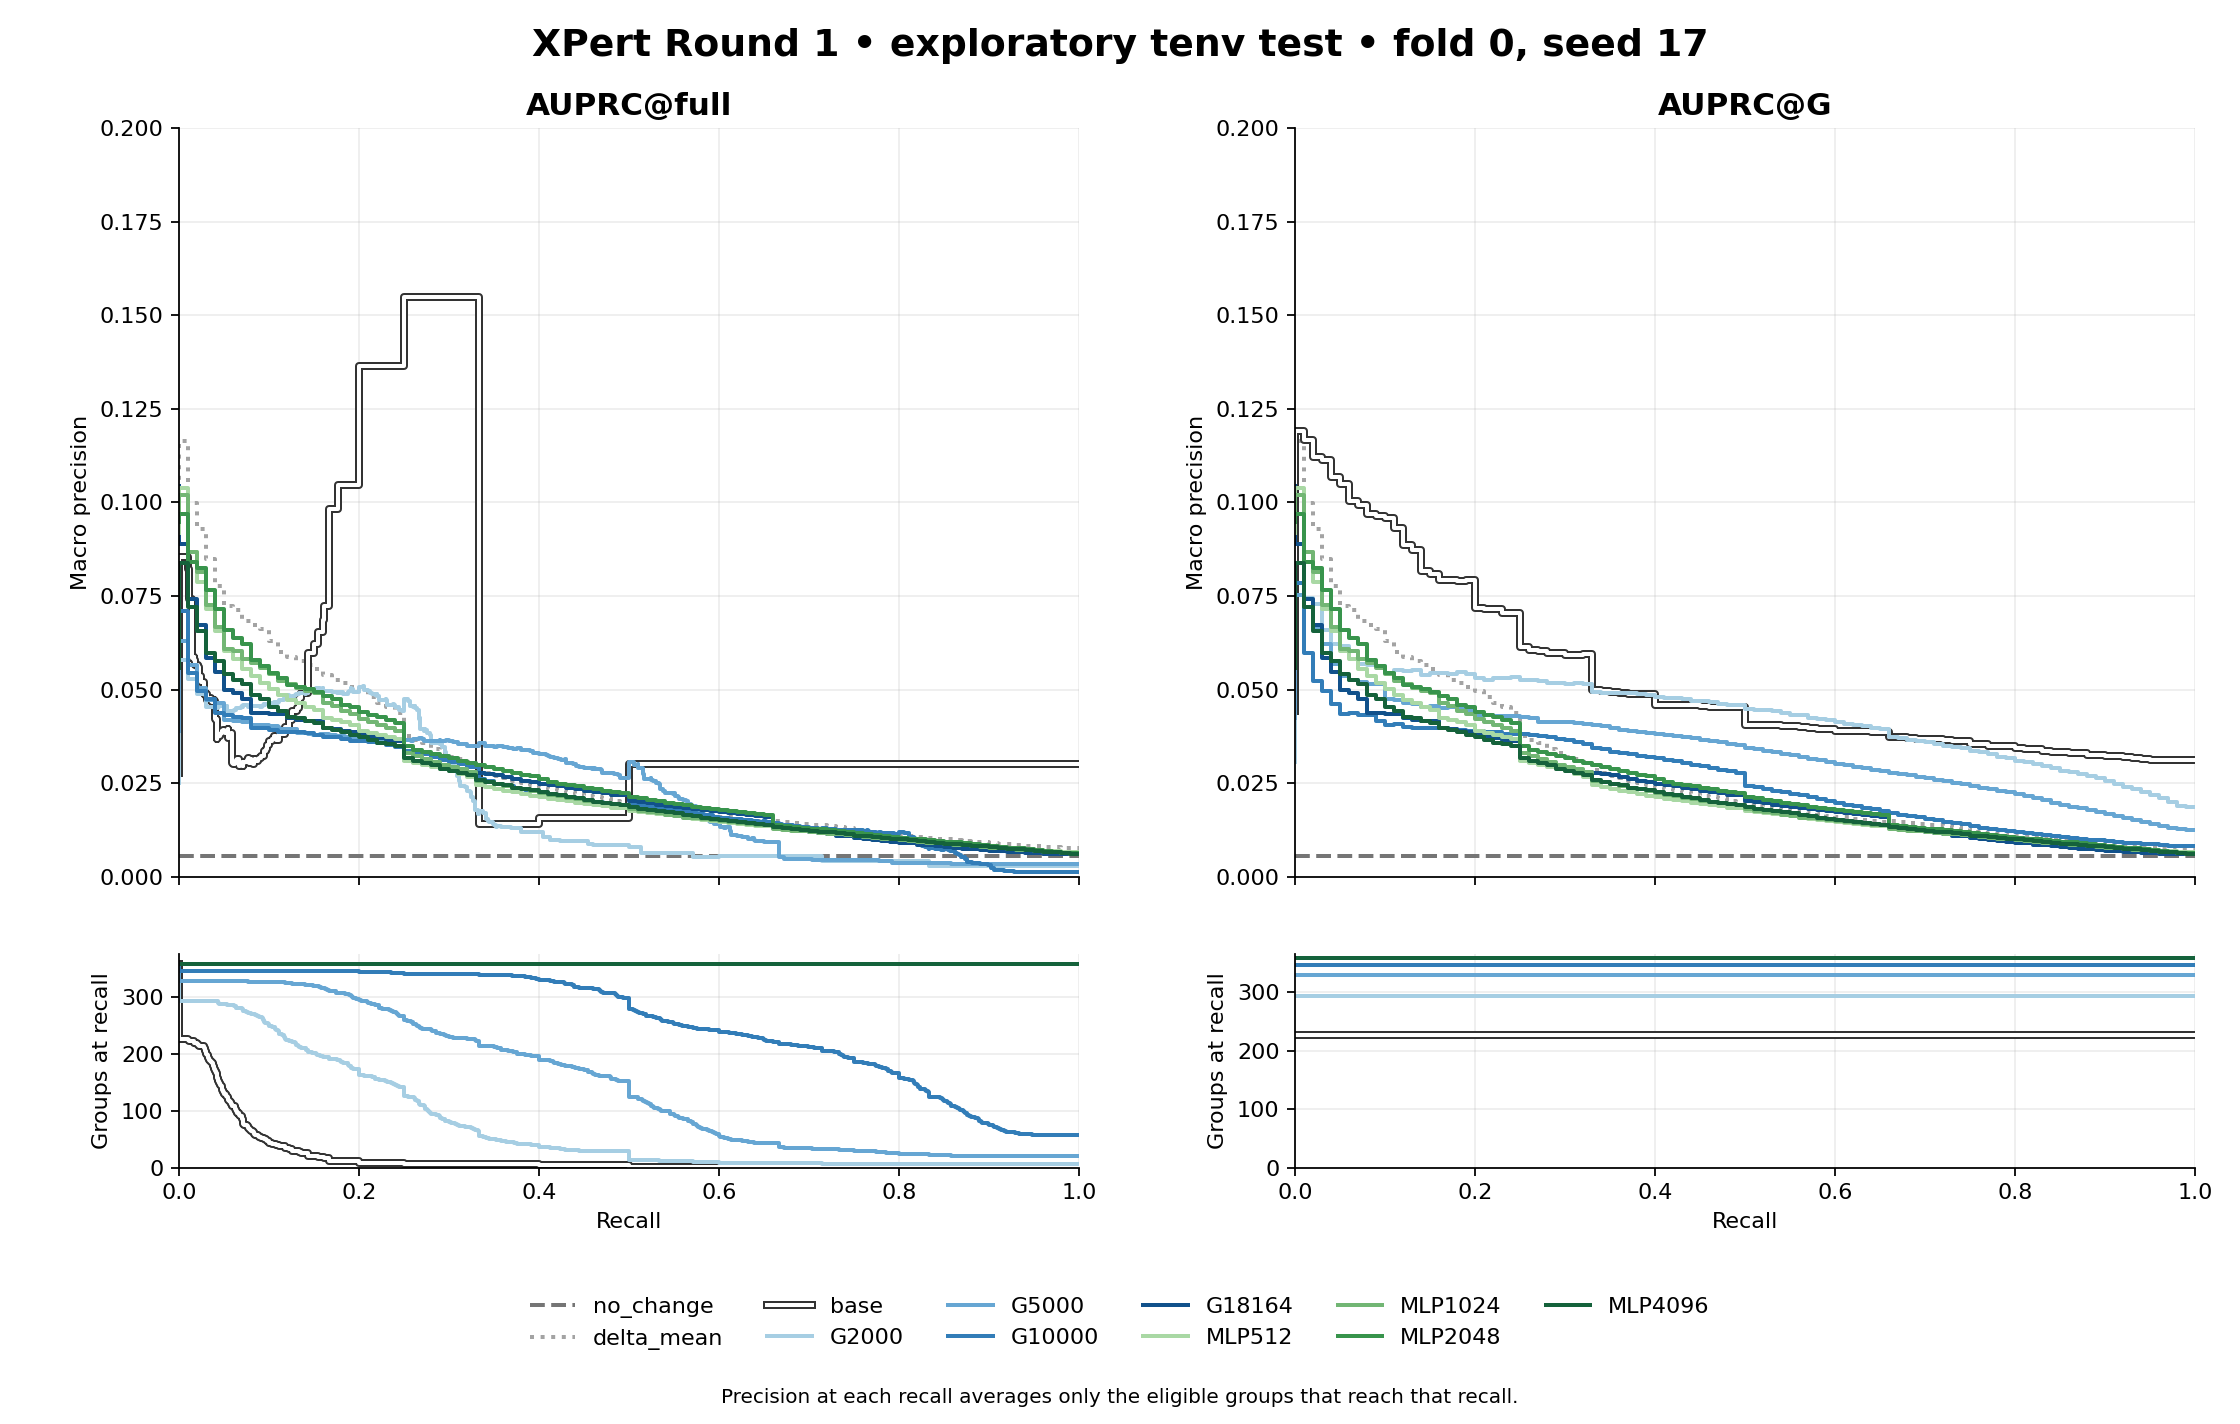 XPert Round 1 • exploratory tenv test • fold 0, seed 17
AUPRC@full
AUPRC@G
0.200
0.175
0.150
0.125
0.100
0.075
0.050
0.025
0.000
Macro precision
0.200
0.175
0.150
0.125
0.100
0.075
0.050
0.025
0.000
Macro precision
300
200
100
0
Groups at recall
0.0 0.2 0.4 0.6 0.8 1.0
Recall
300
200
100
0
Groups at recall
0.0 0.2 0.4 0.6 0.8 1.0
Recall
no_change base G5000 G18164 MLP1024 MLP4096
delta_mean G2000 G10000 MLP512 MLP2048
Precision at each recall averages only the eligible groups that reach that recall.